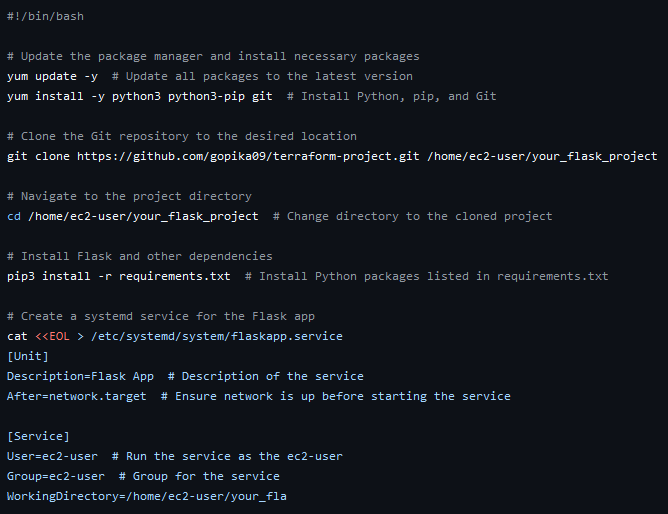 #!/bin/bash
# Update the package manager and install necessary packages
yum update -y  # Update all packages to the latest version
yum install -y python3 python3-pip git  # Install Python, pip, and Git
# Clone the Git repository to the desired location
git clone https://github.com/gopika09/terraform-project.git /home/ec2-user/your_flask_project
# Navigate to the project directory
cd /home/ec2-user/your_flask_project  # Change directory to the cloned project
# Install Flask and other dependencies
pip3 install -r requirements.txt  # Install Python packages listed in requirements.txt
# Create a systemd service for the Flask app
cat <<EOL > /etc/systemd/system/flaskapp.service
[Unit]
Description=Flask App  # Description of the service
After=network.target  # Ensure network is up before starting the service
[Service]
User=ec2-user  # Run the service as the ec2-user
Group=ec2-user  # Group for the service
WorkingDirectory=/home/ec2-user/your_fla